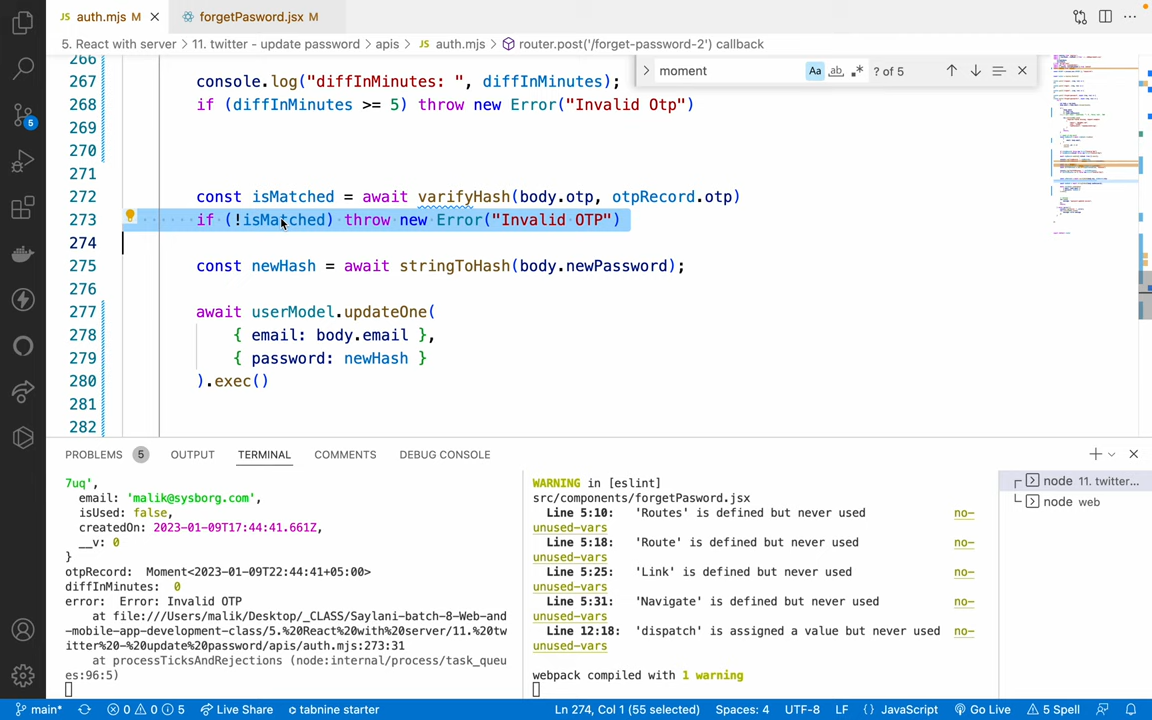 JS auth.mjs M
forgetPasword.jsx M
5. React with server > 11. twitter - update password > apis > JS auth.mjs > router.post('/forget-password-2') callback
moment
Aa
ab
? of 5
266
267 console.log("diffInMinutes: ", diffInMinutes);
268 if (diffInMinutes >= 5) throw new Error("Invalid Otp")
269
270
271
272 const isMatched = await varifyHash(body.otp, otpRecord.otp)
273 if (!isMatched) throw new Error("Invalid OTP")
274
275 const newHash = await stringToHash(body.newPassword);
276
277 await userModel.updateOne(
278 { email: body.email },
279 { password: newHash }
280 ).exec()
281
282
5
PROBLEMS 5 OUTPUT TERMINAL COMMENTS DEBUG CONSOLE
7uq',
email: 'malik@sysborg.com',
isUsed: false,
createdOn: 2023-01-09T17:44:41.661Z,
__v: 0
}
otpRecord: Moment<2023-01-09T22:44:41+05:00>
diffInMinutes: 0
error: Error: Invalid OTP
at file:///Users/malik/Desktop/_CLASS/Saylani-batch-8-Web-and
-mobile-app-development-class/5.%20React%20with%20server/11.%20tw
itter%20-%20update%20password/apis/auth.mjs:273:31
at processTicksAndRejections (node:internal/process/task_que
es:96:5)
WARNING in [eslint]
src/components/forgetPasword.jsx
Line 5:10: 'Routes' is defined but never used no-
unused-vars
Line 5:18: 'Route' is defined but never used no-
unused-vars
Line 5:25: 'Link' is defined but never used no-
unused-vars
Line 5:31: 'Navigate' is defined but never used no-
unused-vars
Line 12:18: 'dispatch' is assigned a value but never used no-
unused-vars
webpack compiled with 1 warning
node 11. twitter...
node web
main* 0 0 5 Live Share tabnine starter Ln 274, Col 1 (55 selected) Spaces: 4 UTF-8 LF {} JavaScript Go Live 5 Spell